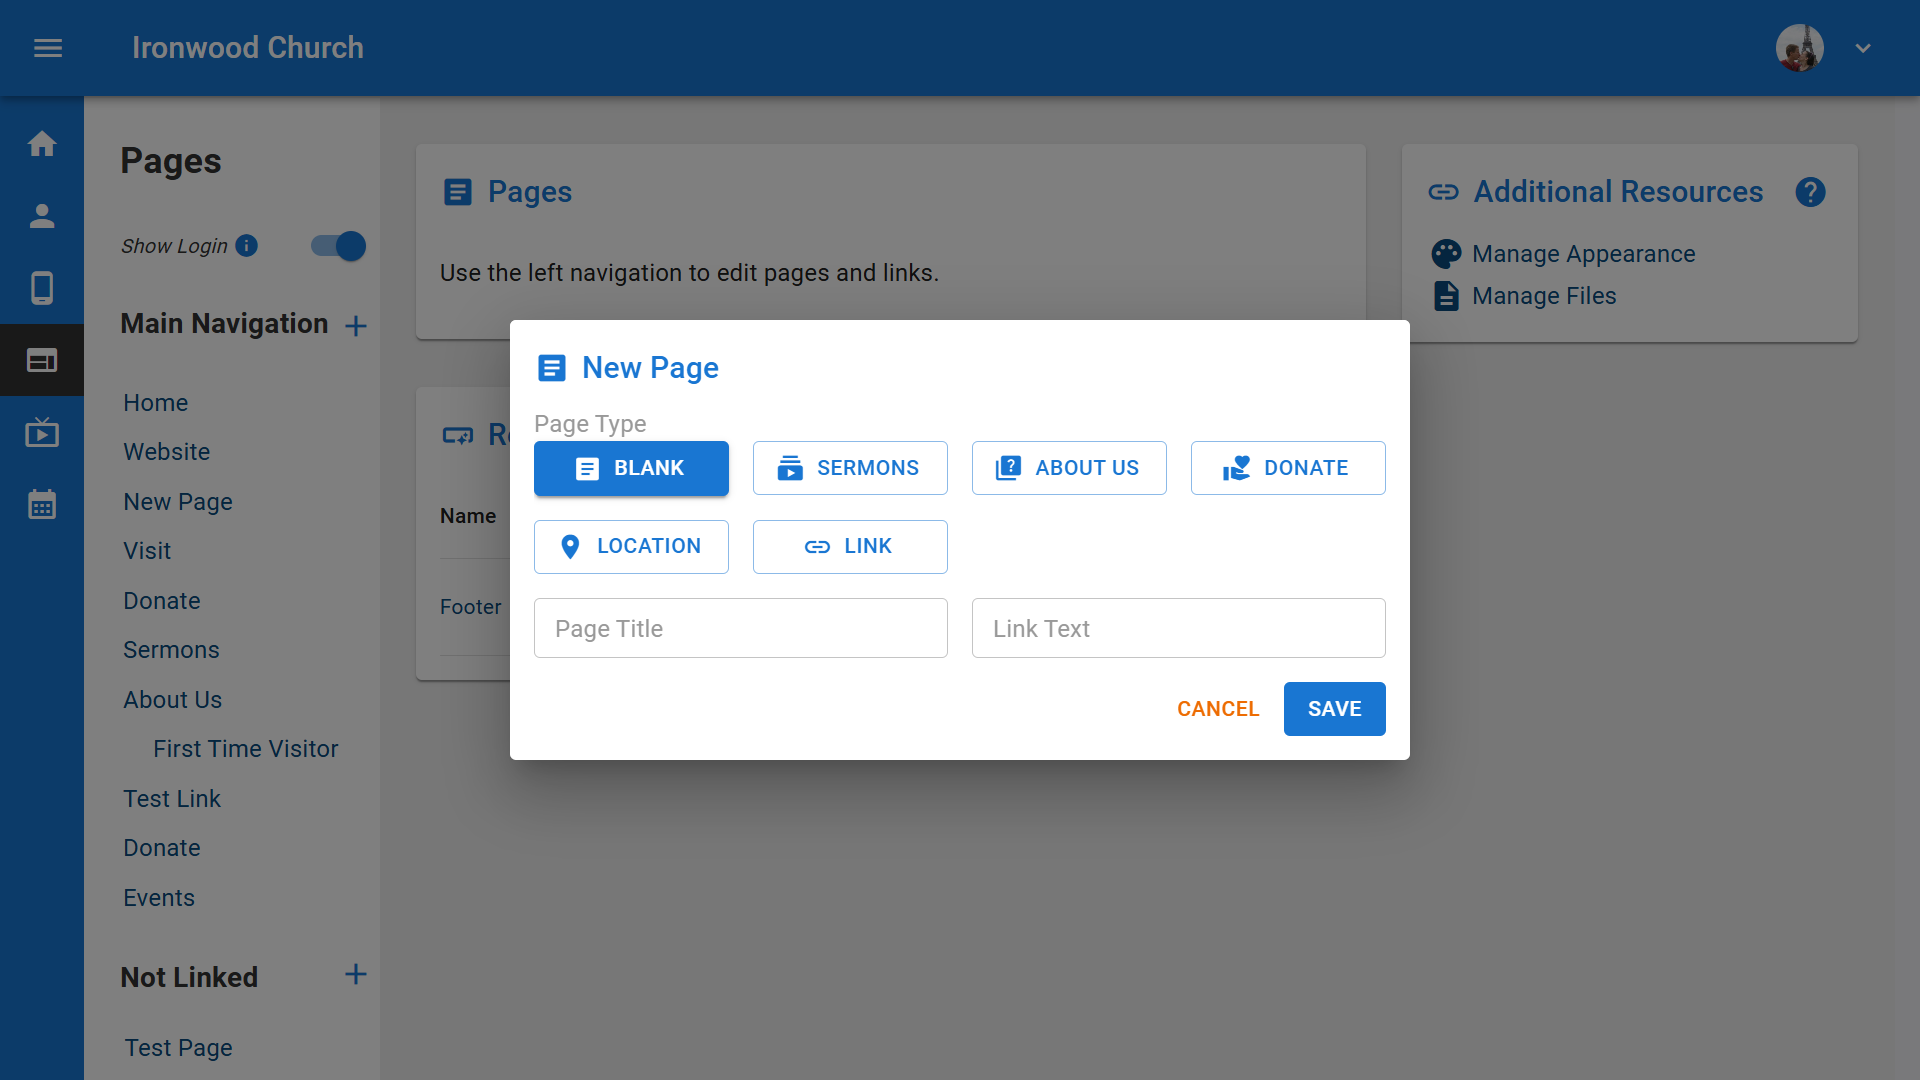 Ironwood Church
Pages
Show Login
Main Navigation
Home
Website
New Page
Visit
Donate
Sermons
About Us
First Time Visitor
Test Link
Donate
Events
Not Linked
Test Page
Pages
Use the left navigation to edit pages and links.
Additional Resources
Manage Appearance
Manage Files
Name
Footer
New Page
Page Type
BLANK
SERMONS
ABOUT US
DONATE
LOCATION
LINK
Page Title
Link Text
CANCEL
SAVE